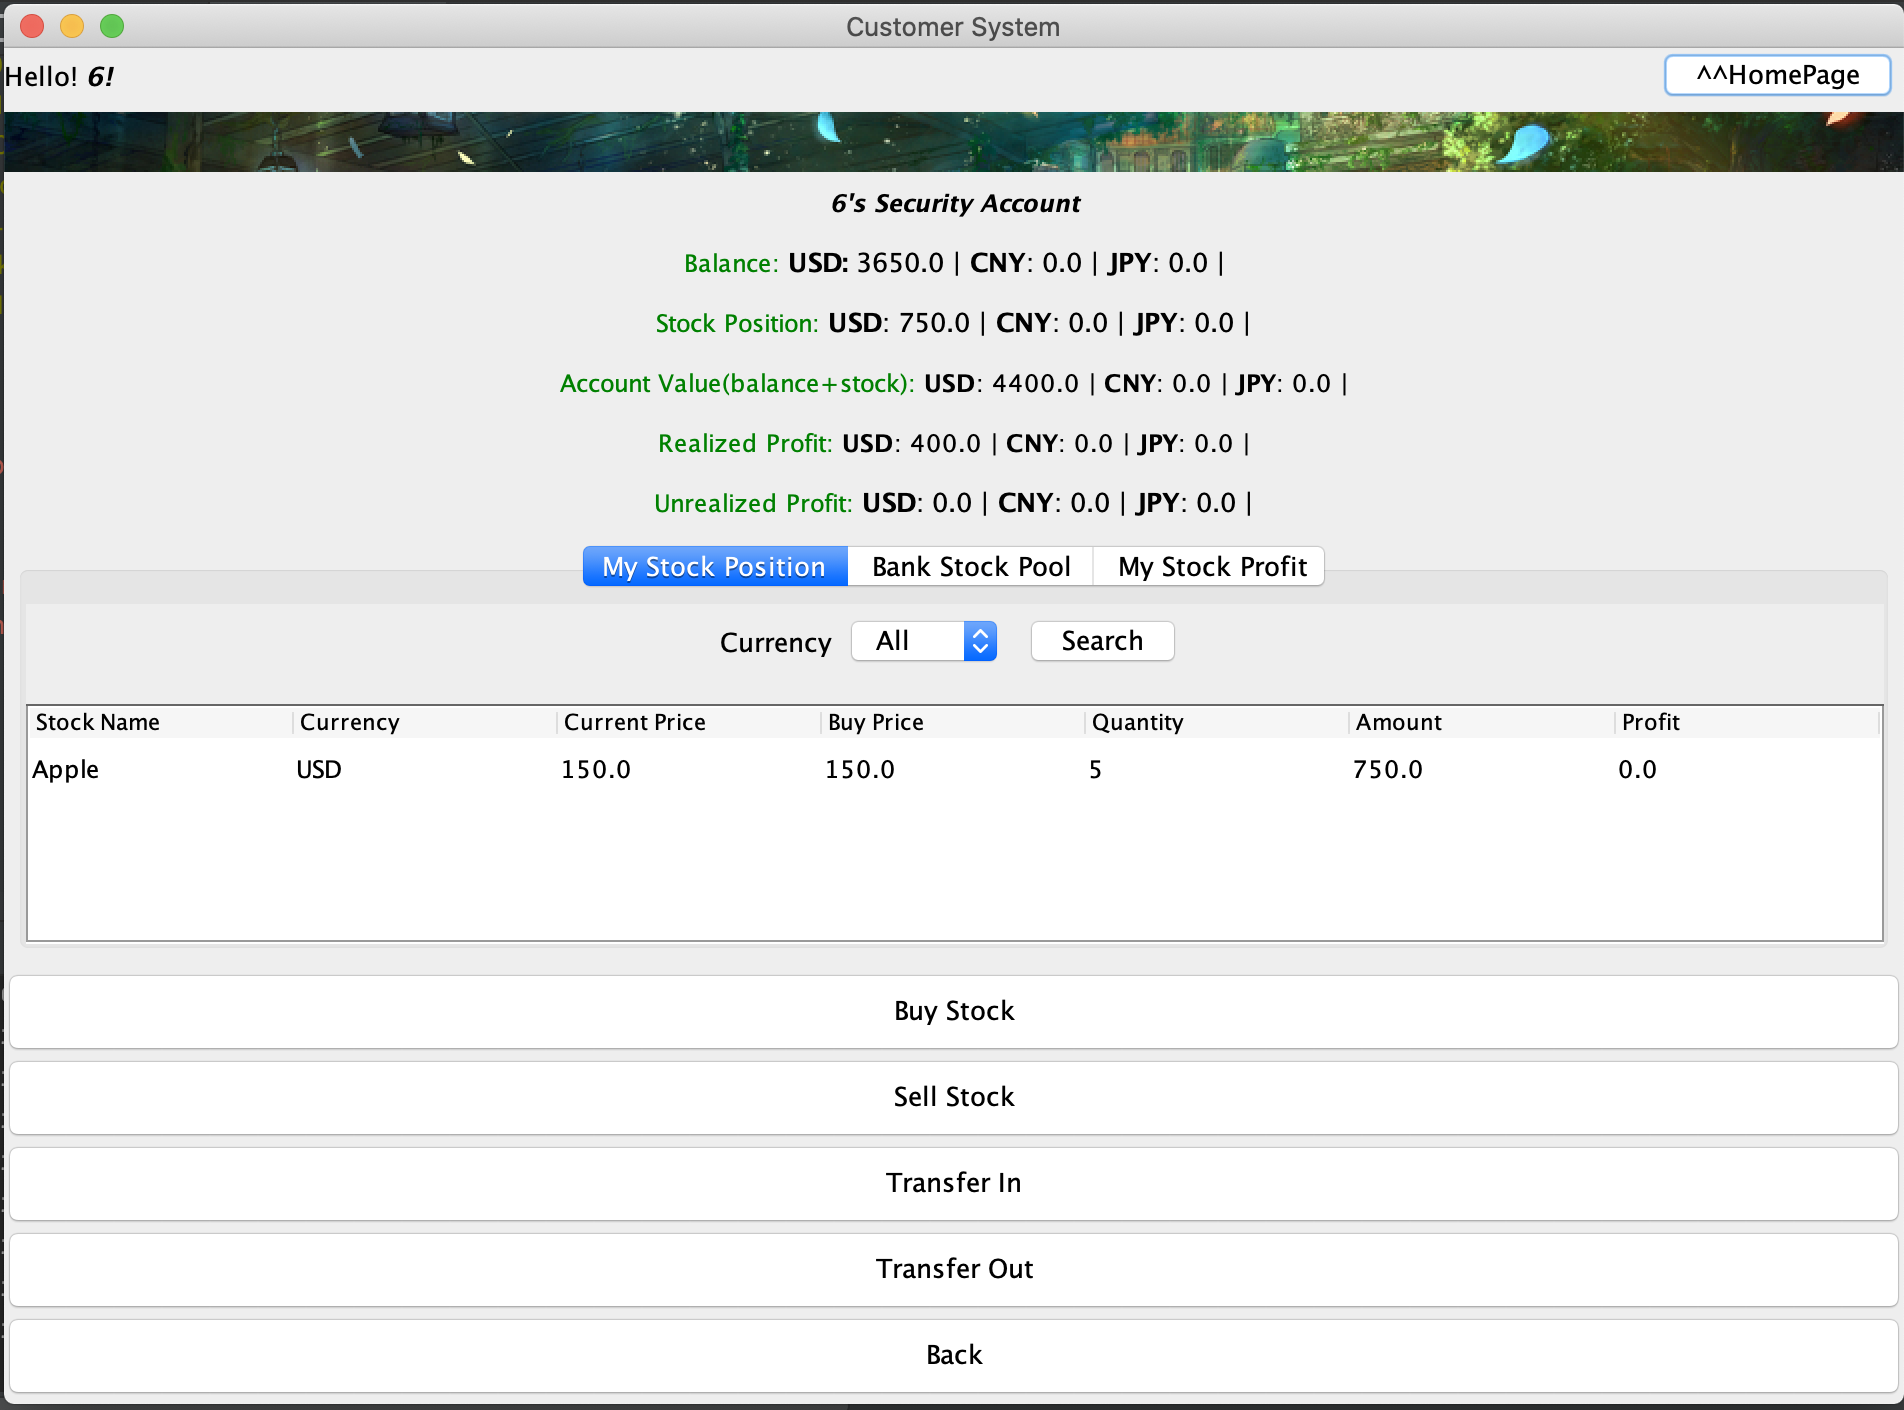 Customer System
Hello! 6!
^^HomePage
6's Security Account
Balance: USD: 3650.0 | CNY: 0.0 | JPY: 0.0 |
Stock Position: USD: 750.0 | CNY: 0.0 | JPY: 0.0 |
Account Value(balance+stock): USD: 4400.0 | CNY: 0.0 | JPY: 0.0 |
Realized Profit: USD: 400.0 | CNY: 0.0 | JPY: 0.0 |
Unrealized Profit: USD: 0.0 | CNY: 0.0 | JPY: 0.0 |
My Stock Position Bank Stock Pool My Stock Profit
Currency All Search
Stock Name Currency Current Price Buy Price Quantity Amount Profit
Apple USD 150.0 150.0 5 750.0 0.0
Buy Stock
Sell Stock
Transfer In
Transfer Out
Back